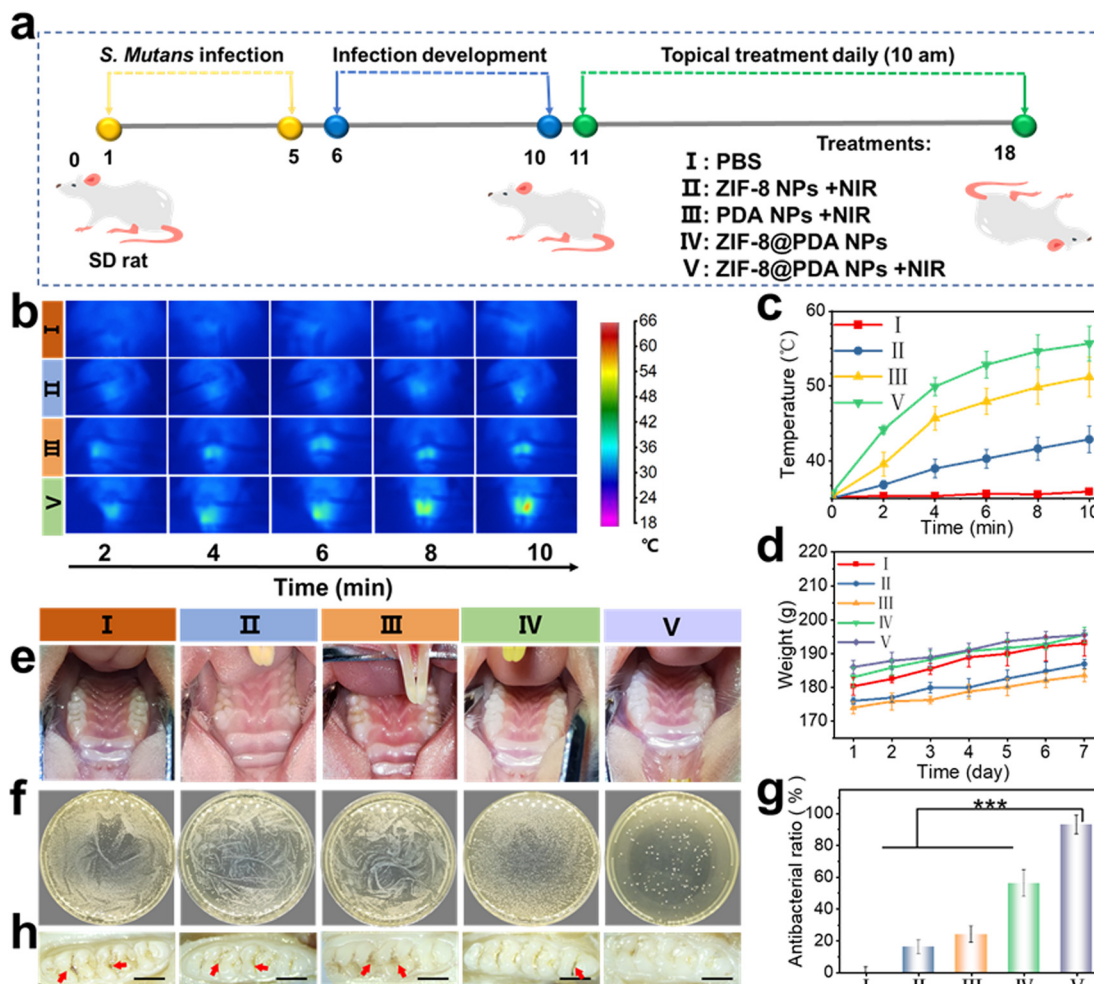 a
S. Mutans infection
Infection development
Topical treatment daily (10 am)
0
1
5
6
10
11
18
SD rat
Treatments:
Ⅰ: PBS
Ⅱ: ZIF-8 NPs +NIR
Ⅲ: PDA NPs +NIR
Ⅳ: ZIF-8@PDA NPs
Ⅴ: ZIF-8@PDA NPs +NIR
b
Ⅰ
Ⅱ
Ⅲ
Ⅴ
2 4 6 8 10
Time (min)
66
60
54
48
42
36
30
24
18
℃
c
Temperature (℃)
60
50
40
Ⅰ
Ⅱ
Ⅲ
Ⅴ
0 2 4 6 8 10
Time (min)
d
Weight (g)
220
210
200
190
180
170
Ⅰ
Ⅱ
Ⅲ
Ⅳ
Ⅴ
1 2 3 4 5 6 7
Time (day)
e
Ⅰ Ⅱ Ⅲ Ⅳ Ⅴ
f
g
Antibacterial ratio ( %)
100
80
60
40
20
0
***
Ⅰ Ⅱ Ⅲ Ⅳ Ⅴ
h